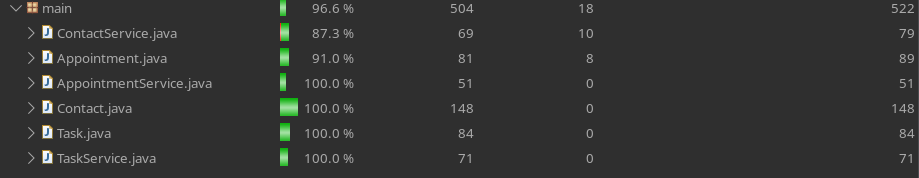 main 96.6 % 504 18 522
ContactService.java 87.3 % 69 10 79
Appointment.java 91.0 % 81 8 89
AppointmentService.java 100.0 % 51 0 51
Contact.java 100.0 % 148 0 148
Task.java 100.0 % 84 0 84
TaskService.java 100.0 % 71 0 71